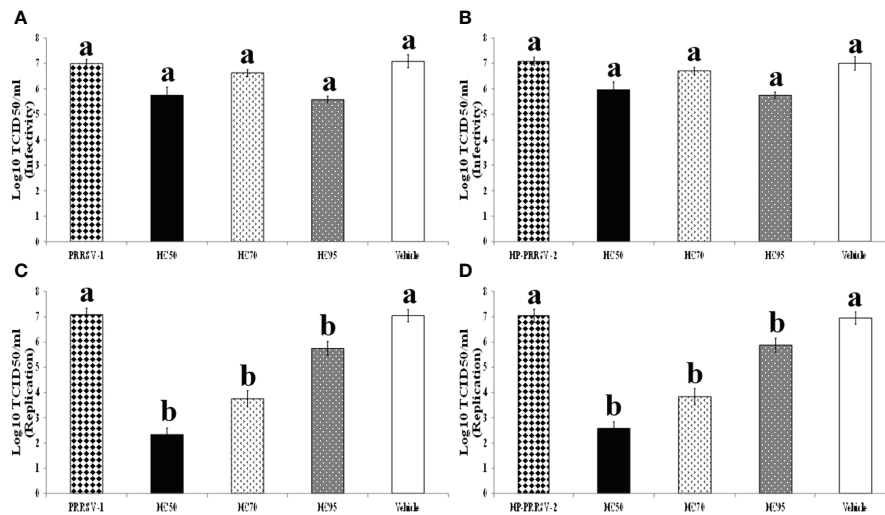 A
B
Log10 TCID50/ml
(Infectivity)
8
7
6
5
4
3
2
1
0
a
a
a
a
a
PRRSV-1
HC50
HC70
HC95
Vehicle
Log10 TCID50/ml
(Infectivity)
8
7
6
5
4
3
2
1
0
a
a
a
a
a
HP-PRRSV-2
HC50
HC70
HC95
Vehicle
C
D
Log10 TCID50/ml
(Replication)
8
7
6
5
4
3
2
1
0
a
b
b
b
a
PRRSV-1
HC50
HC70
HC95
Vehicle
Log10 TCID50/ml
(Replication)
8
7
6
5
4
3
2
1
0
a
b
b
b
a
HP-PRRSV-2
HC50
HC70
HC95
Vehicle